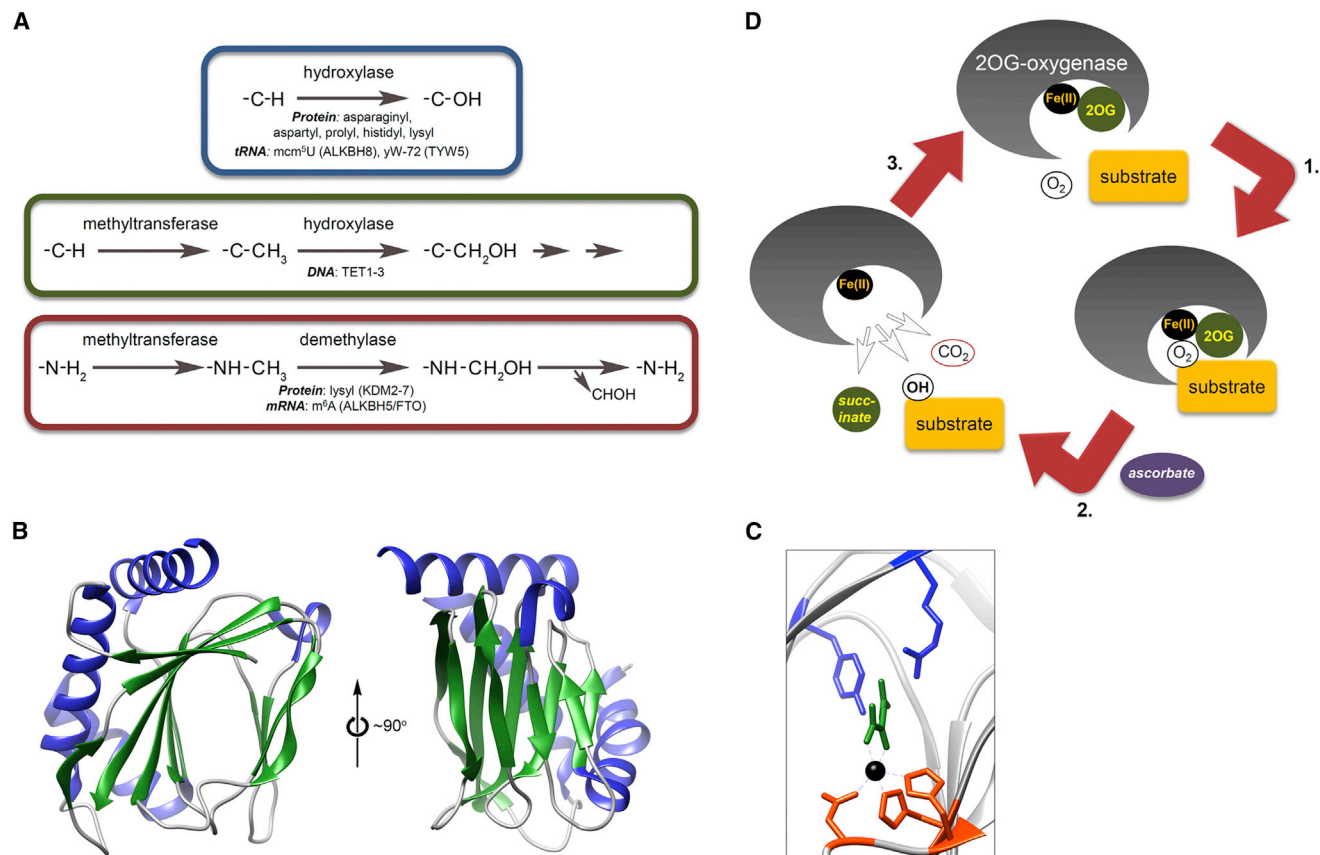 A
hydroxylase
-C-H -C-OH
Protein: asparaginyl,
aspartyl, prolyl, histidyl, lysyl
tRNA: mcm⁵U (ALKBH8), yW-72 (TYW5)
methyltransferase hydroxylase
-C-H -C-CH₃ -C-CH₂OH
DNA: TET1-3
methyltransferase demethylase
-N-H₂ -NH-CH₃ -NH-CH₂OH -N-H₂
CHOH
Protein: lysyl (KDM2-7)
mRNA: m⁶A (ALKBH5/FTO)
B
~90°
D
2OG-oxygenase
Fe(II) 2OG
O₂ substrate
1.
Fe(II) 2OG
O₂
substrate
ascorbate
2.
Fe(II)
CO₂
OH
succ-
inate
substrate
3.
C